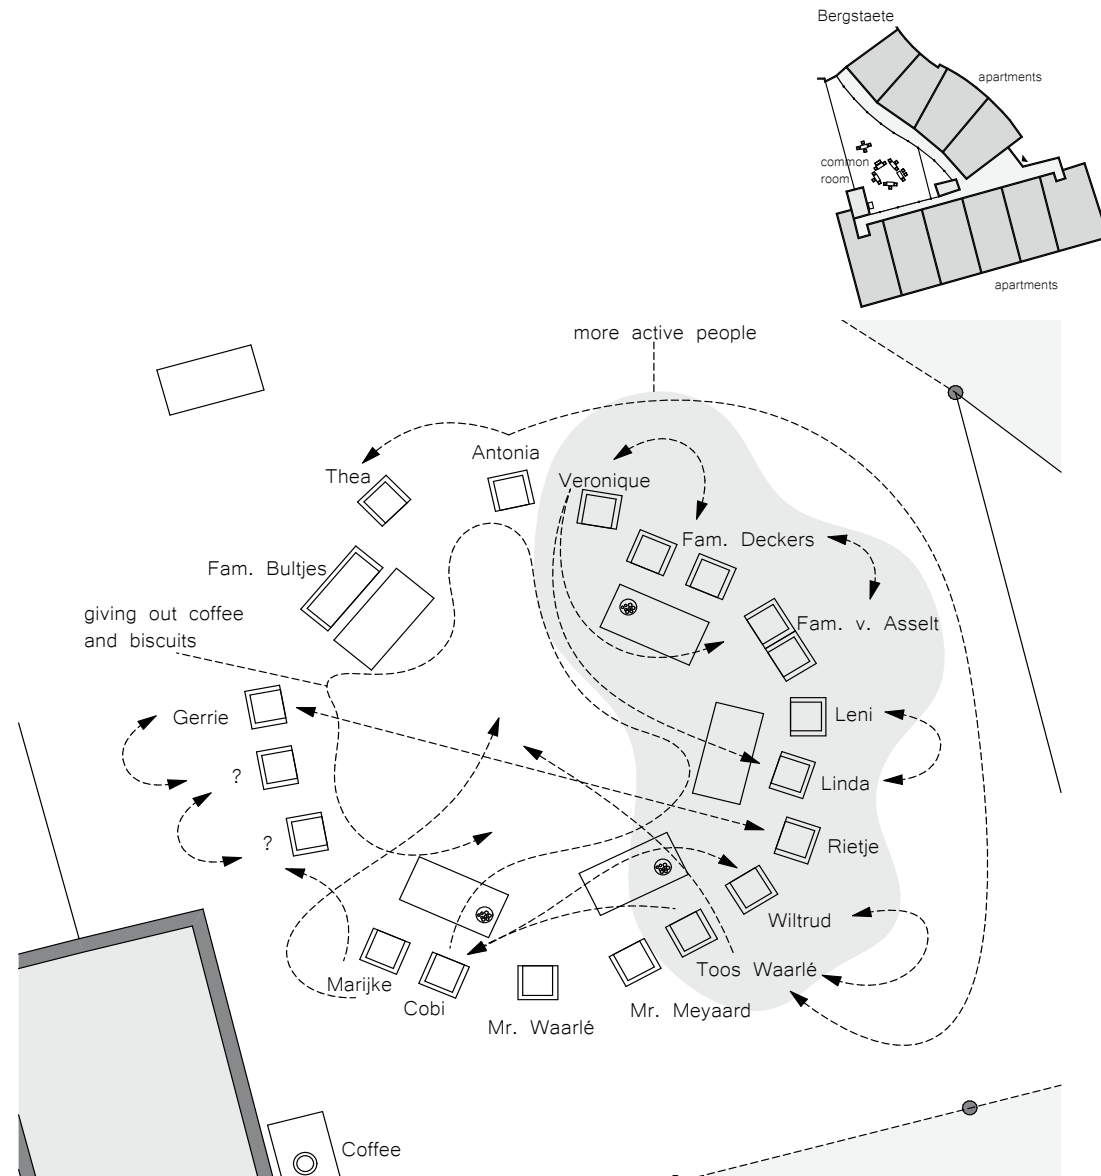 Bergstaete
apartments
common
room
apartments
more active people
Antonia
Thea
Veronique
Fam. Deckers
Fam. Bultjes
giving out coffee
and biscuits
Fam. v. Asselt
Gerrie
Leni
?
Linda
?
Rietje
Wiltrud
Toos Waarlé
Marijke
Cobi
Mr. Meyaard
Mr. Waarlé
Coffee